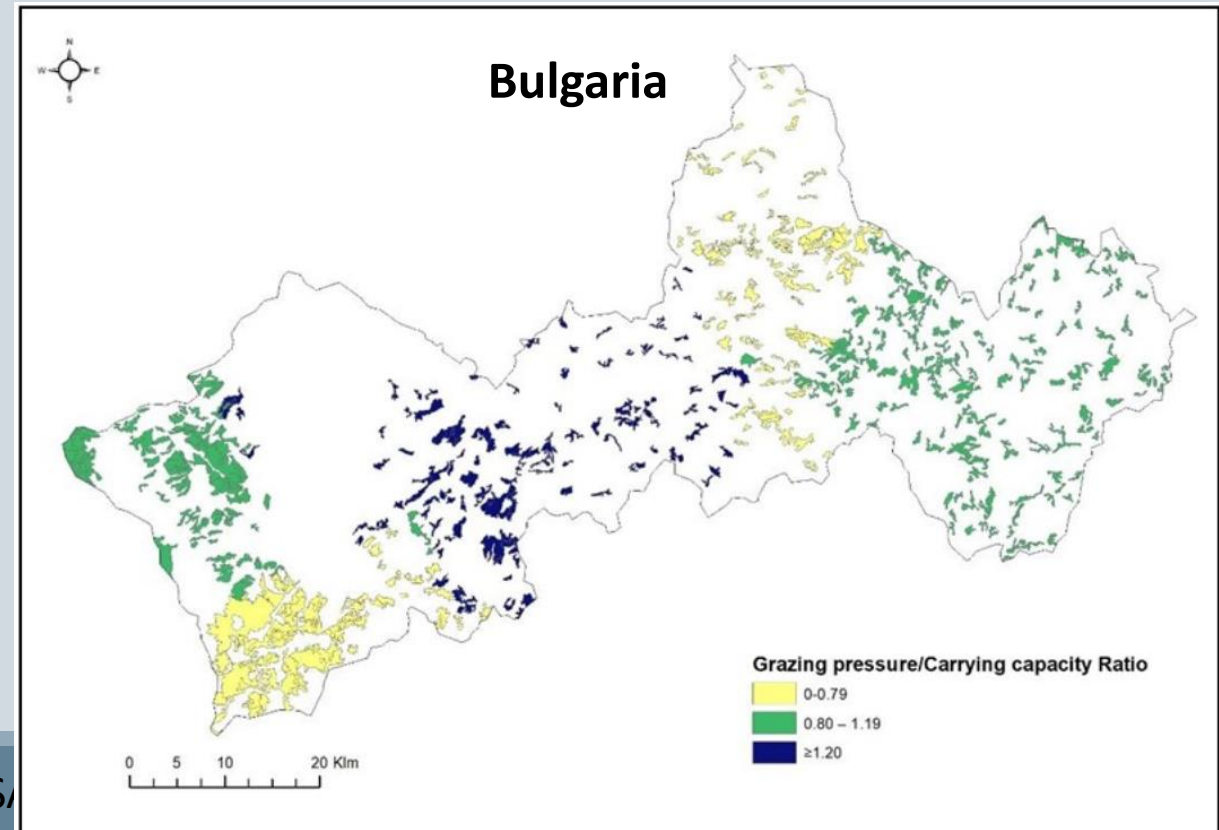 N
W E
S
Bulgaria
Grazing pressure/Carrying capacity Ratio
0-0.79
0.80 – 1.19
≥1.20
0 5 10 20 Klm